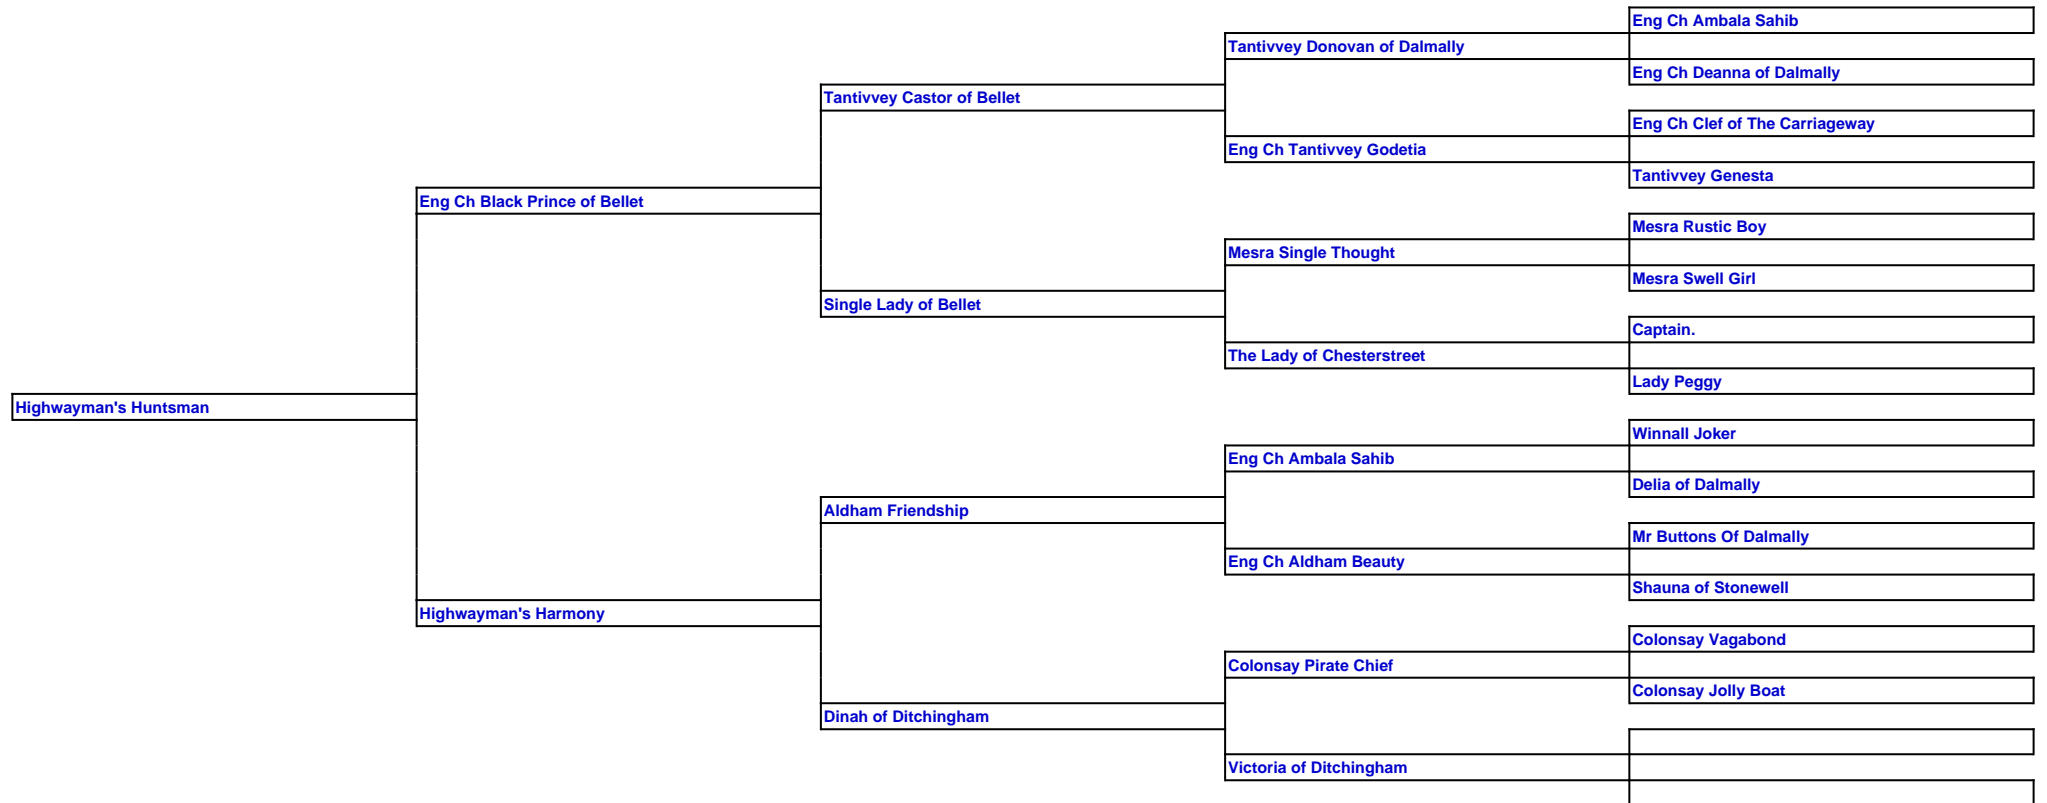 Eng Ch Ambala Sahib
Tantivvey Donovan of Dalmally
Eng Ch Deanna of Dalmally
Tantivvey Castor of Bellet
Eng Ch Clef of The Carriageway
Eng Ch Tantivvey Godetia
Tantivvey Genesta
Eng Ch Black Prince of Bellet
Mesra Rustic Boy
Mesra Single Thought
Mesra Swell Girl
Single Lady of Bellet
Captain.
The Lady of Chesterstreet
Lady Peggy
Highwayman's Huntsman
Winnall Joker
Eng Ch Ambala Sahib
Delia of Dalmally
Aldham Friendship
Mr Buttons Of Dalmally
Eng Ch Aldham Beauty
Shauna of Stonewell
Highwayman's Harmony
Colonsay Vagabond
Colonsay Pirate Chief
Colonsay Jolly Boat
Dinah of Ditchingham
Victoria of Ditchingham